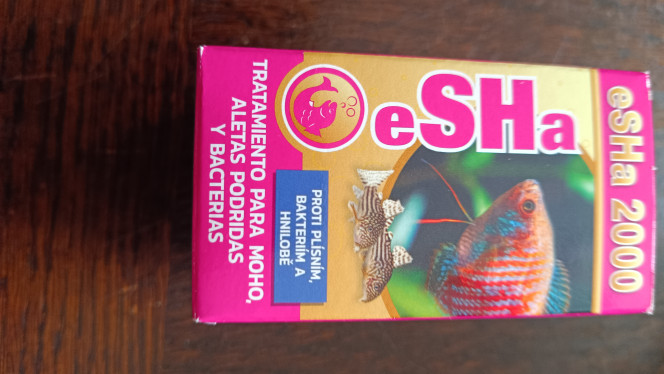 eSHa 2000
eSHa
PROTI PLÍSNÍM,
BAKTERIÍM A
HNILOBĚ
TRATAMIENTO PARA MOHO,
ALETAS PODRIDAS
Y BACTERIAS